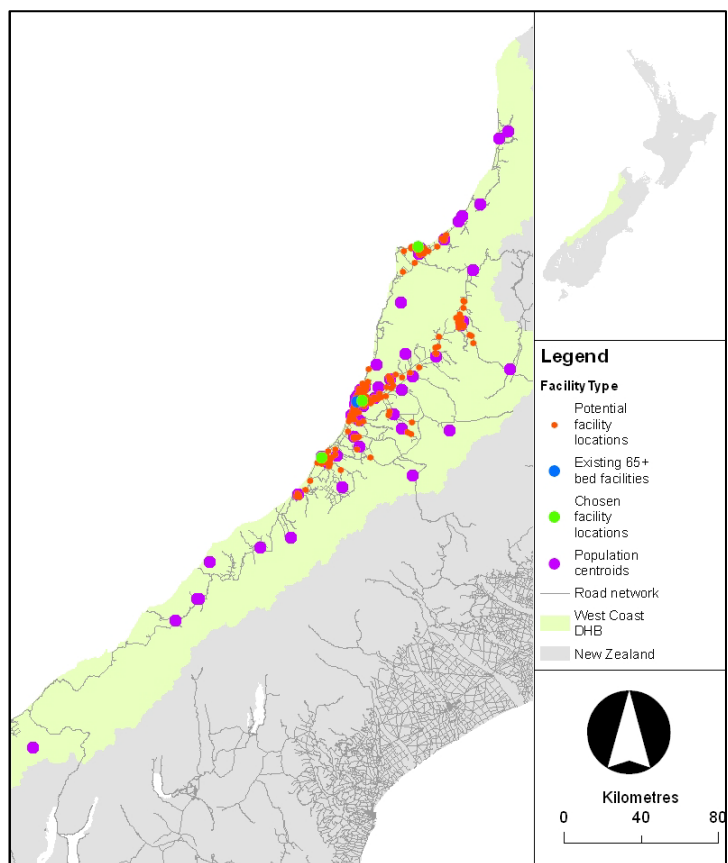 Legend
Facility Type
Potential
facility
locations
Existing 65+
bed facilities
Chosen
facility
locations
Population
centroids
Road network
West Coast
DHB
New Zealand
Kilometres
0 40 80